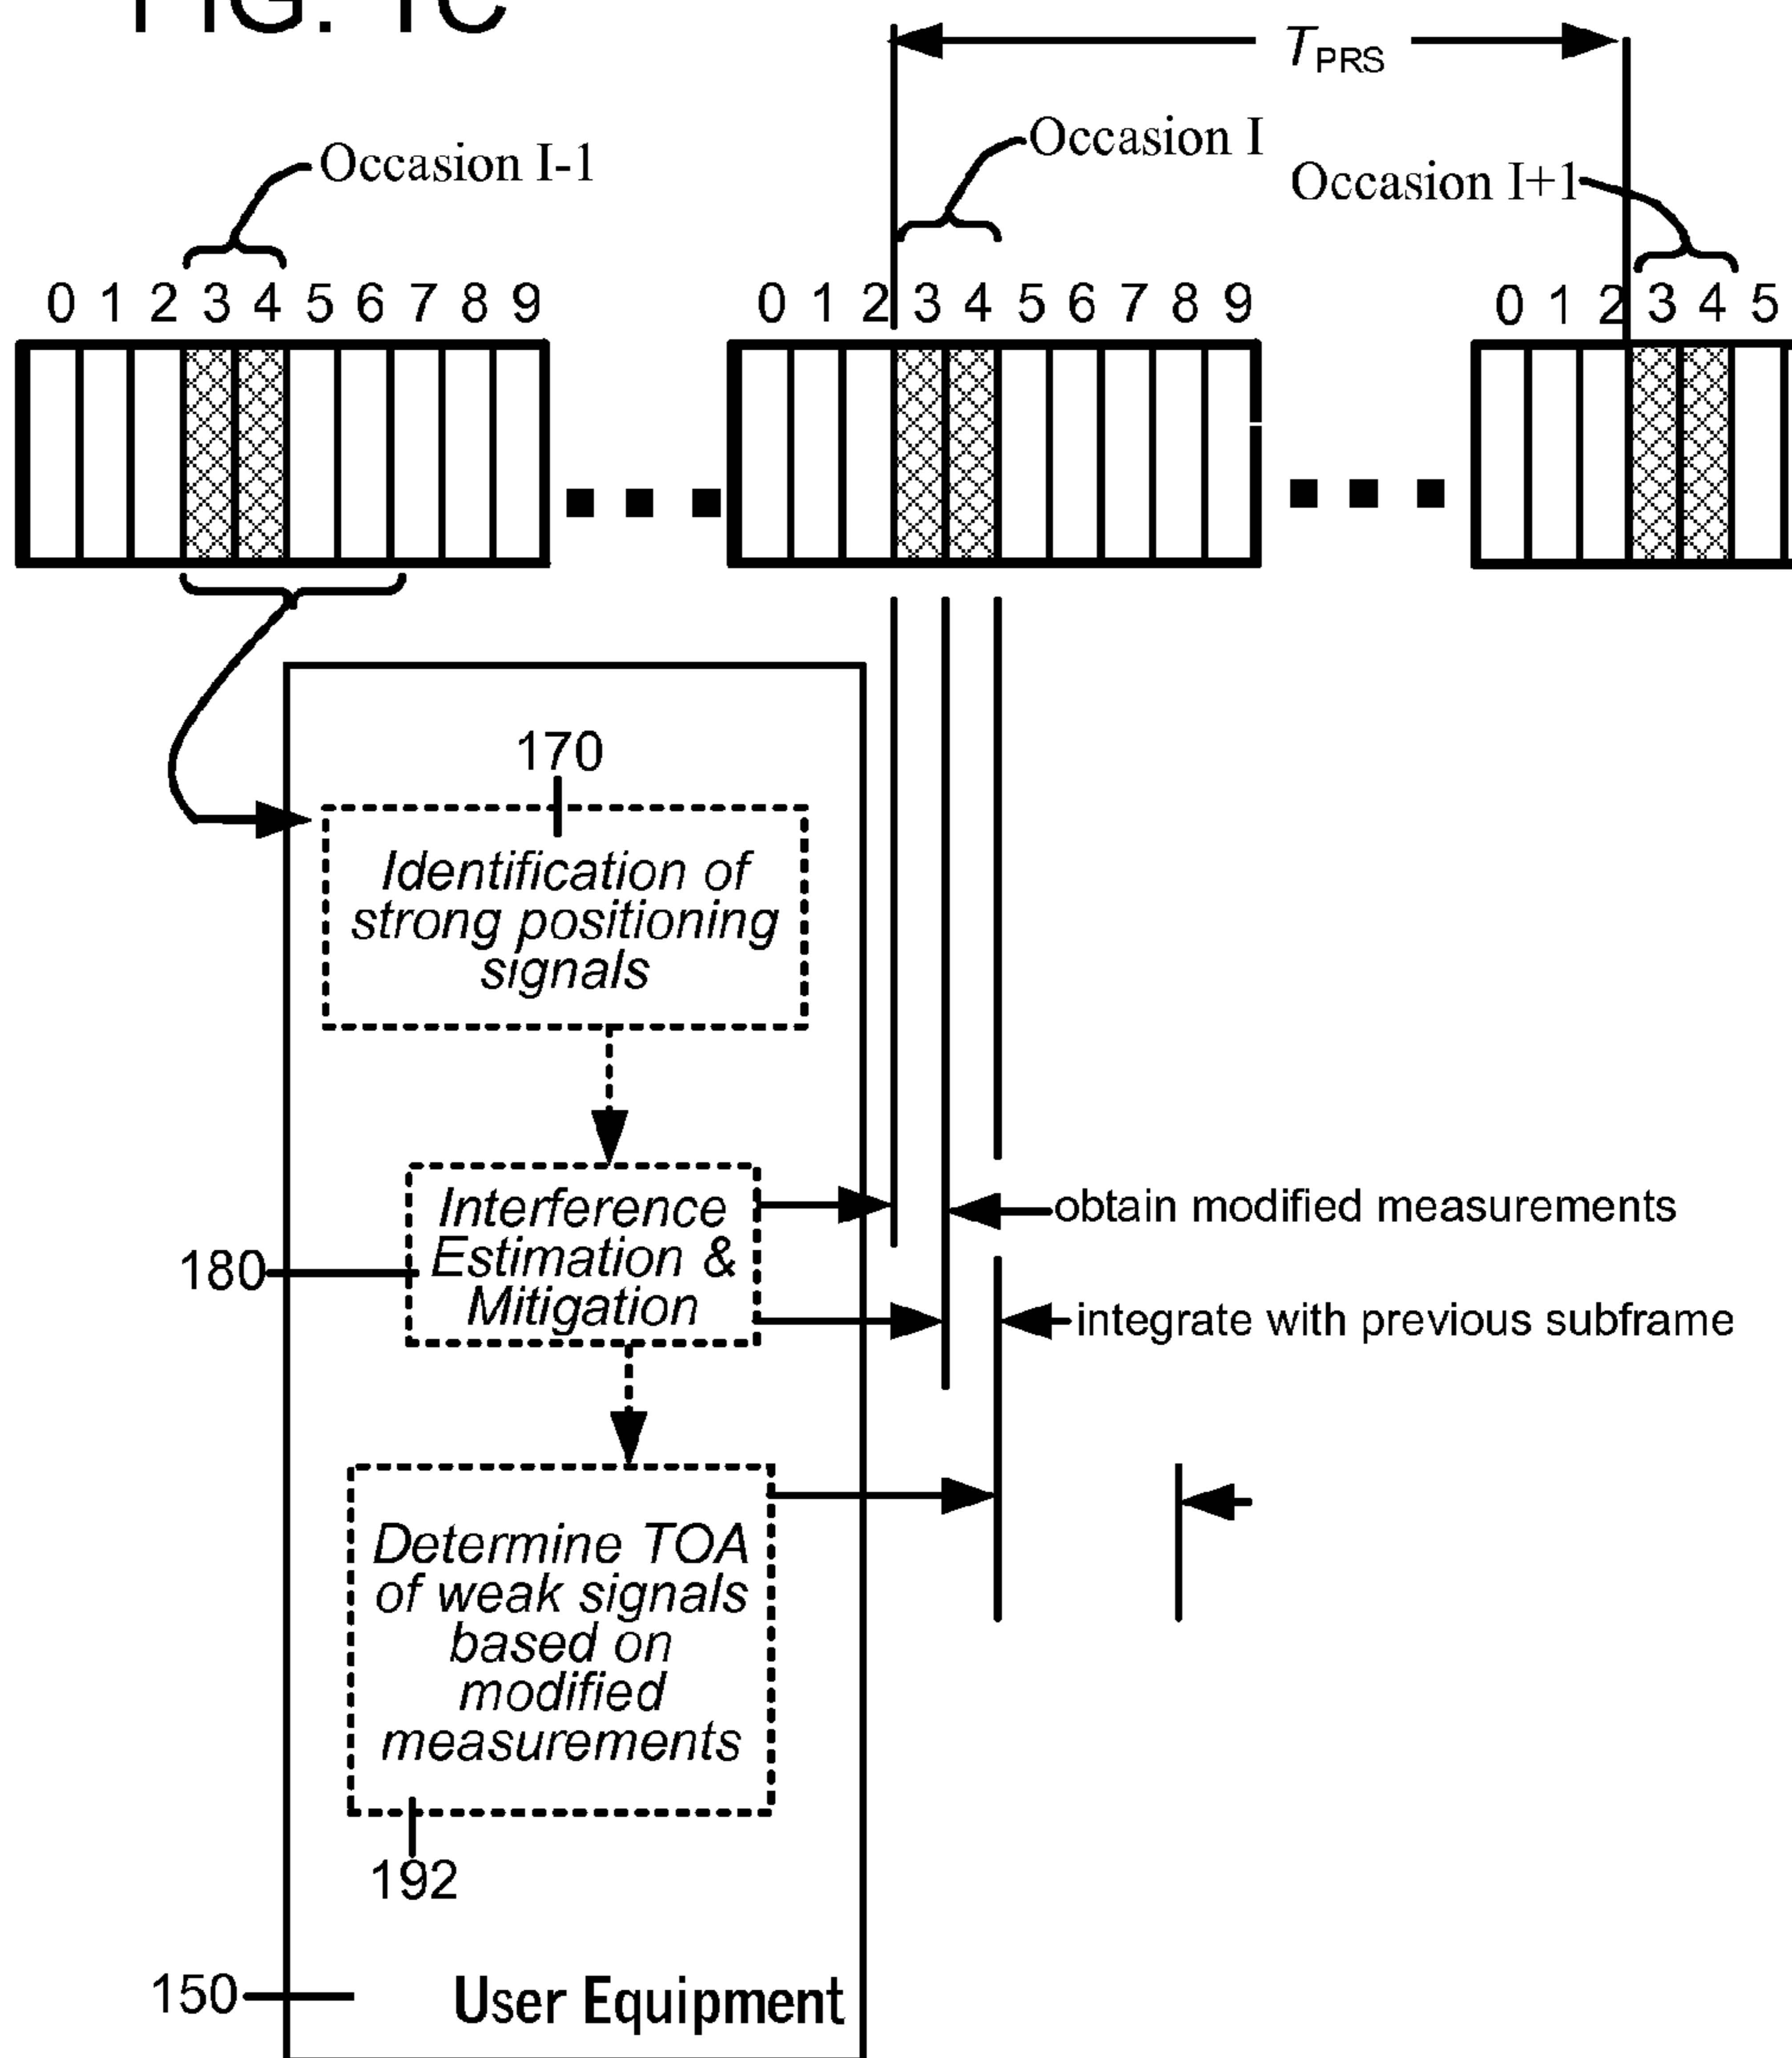 FIG. 1C
T PRS
Occasion I-1
Occasion I
Occasion I+1
0 1 2 3 4 5 6 7 8 9
0 1 2 3 4 5 6 7 8 9
0 1 2 3 4 5
170
Identification of
strong positioning
signals
Interference
Estimation &
Mitigation
180
obtain modified measurements
integrate with previous subframe
Determine TOA
of weak signals
based on
modified
measurements
192
150
User Equipment